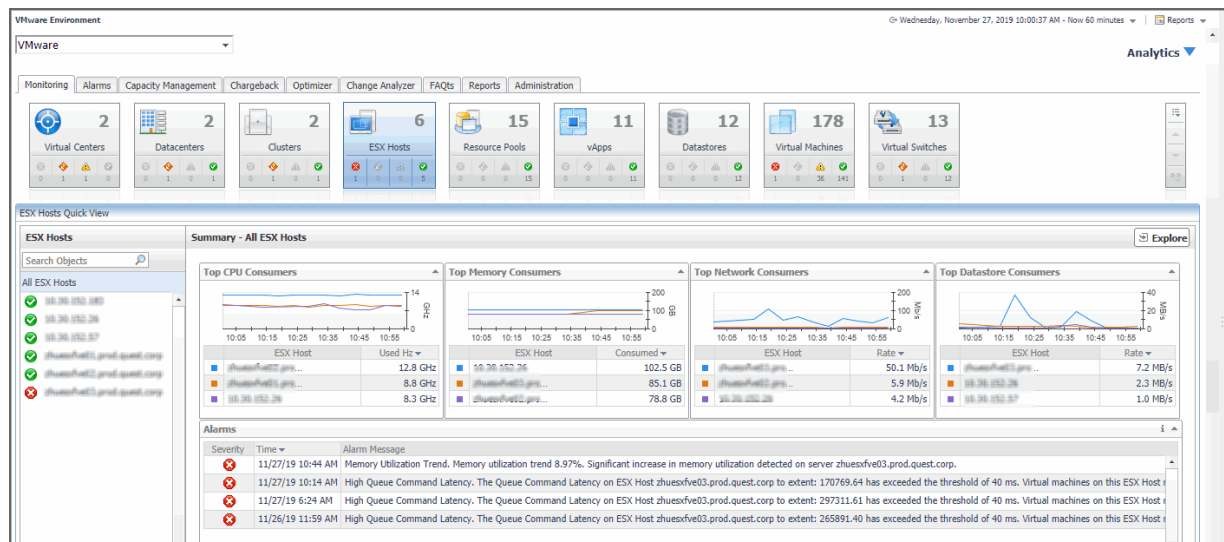 VMware Environment
Wednesday, November 27, 2019 10:00:37 AM - Now 60 minutes
Reports
VMware
Analytics
Monitoring Alarms Capacity Management Chargeback Optimizer Change Analyzer FAQts Reports Administration
2 2 2 6 15 11 12 178 13
Virtual Centers Datacenters Clusters ESX Hosts Resource Pools vApps Datastores Virtual Machines Virtual Switches
0 1 1 0 0 1 0 1 0 1 0 1 1 0 0 5 0 0 0 15 0 0 0 11 0 0 0 12 1 0 36 141 0 1 0 12
ESX Hosts Quick View
ESX Hosts
Summary - All ESX Hosts
Explore
Search Objects
All ESX Hosts
Top CPU Consumers
14
GHz
0
10:05 10:15 10:25 10:35 10:45 10:55
ESX Host Used Hz
12.8 GHz
8.8 GHz
8.3 GHz
Top Memory Consumers
200
100
GB
0
10:05 10:15 10:25 10:35 10:45 10:55
ESX Host Consumed
102.5 GB
85.1 GB
78.8 GB
Top Network Consumers
200
100
Mb/s
0
10:05 10:15 10:25 10:35 10:45 10:55
ESX Host Rate
50.1 Mb/s
5.9 Mb/s
4.2 Mb/s
Top Datastore Consumers
40
20
MB/s
0
10:05 10:15 10:25 10:35 10:45 10:55
ESX Host Rate
7.2 MB/s
2.3 MB/s
1.0 MB/s
Alarms
Severity Time Alarm Message
11/27/19 10:44 AM Memory Utilization Trend. Memory utilization trend 8.97%. Significant increase in memory utilization detected on server zhuesxfve03.prod.quest.corp.
11/27/19 10:14 AM High Queue Command Latency. The Queue Command Latency on ESX Host zhuesxfve03.prod.quest.corp to extent: 170769.64 has exceeded the threshold of 40 ms. Virtual machines on this ESX Host
11/27/19 6:24 AM High Queue Command Latency. The Queue Command Latency on ESX Host zhuesxfve03.prod.quest.corp to extent: 297311.61 has exceeded the threshold of 40 ms. Virtual machines on this ESX Host
11/26/19 11:59 AM High Queue Command Latency. The Queue Command Latency on ESX Host zhuesxfve03.prod.quest.corp to extent: 265891.40 has exceeded the threshold of 40 ms. Virtual machines on this ESX Host